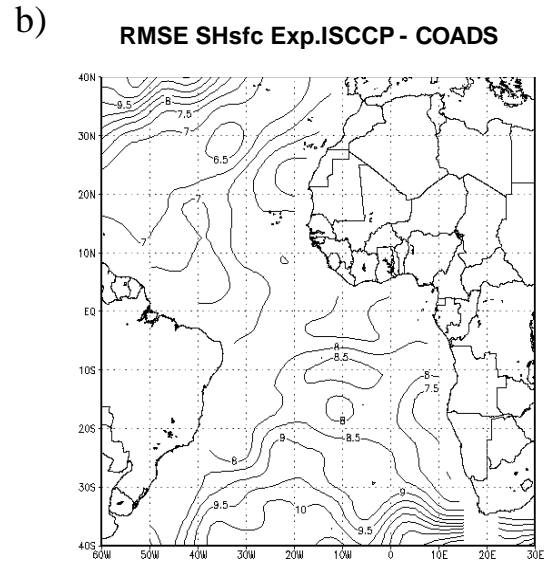 b)
RMSE SHsfc Exp.ISCCP - COADS
40N
9.5
8
7.5
7
30N
6.5
20N
7
7
10N
EQ
8
8.5
10S
8
7.5
8
20S
9
8.5
8
30S
9
9.5
10
9.5
40S
60W 50W 40W 30W 20W 10W 0 10E 20E 30E